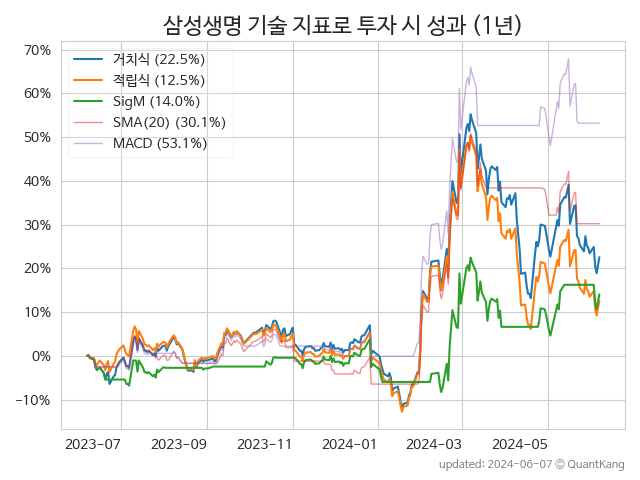 삼성생명 기술 지표로 투자 시 성과 (1년)
70%
60%
50%
40%
30%
20%
10%
0%
−10%
거치식 (22.5%)
적립식 (12.5%)
SigM (14.0%)
SMA(20) (30.1%)
MACD (53.1%)
2023-07
2023-09
2023-11
2024-01
2024-03
2024-05
updated: 2024-06-07 © QuantKang